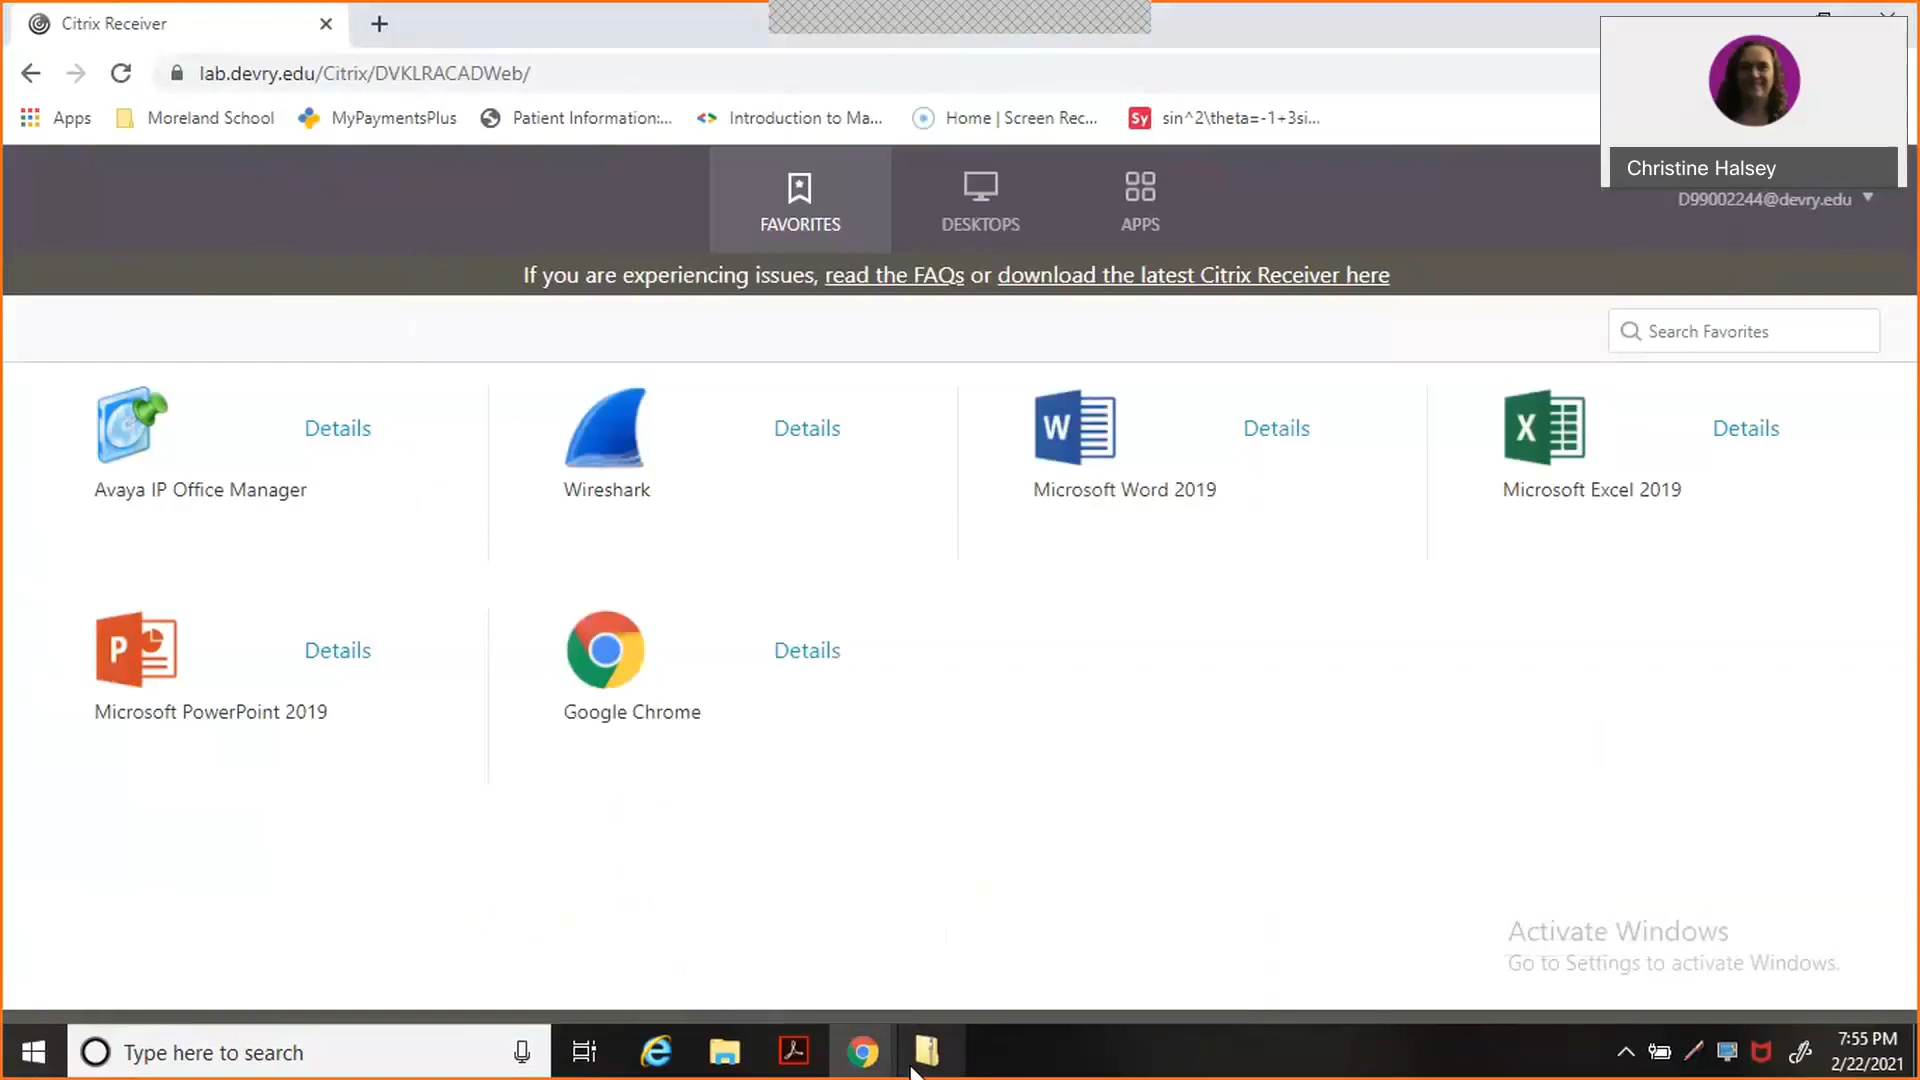 Citrix Receiver
lab.devry.edu/Citrix/DVKLRACADWeb/
Apps Moreland School MyPaymentsPlus Patient Information:... Introduction to Ma... Home | Screen Rec... Sy sin^2\theta=-1+3si...
Christine Halsey
FAVORITES DESKTOPS APPS
D99002244@devry.edu
If you are experiencing issues, read the FAQs or download the latest Citrix Receiver here
Search Favorites
W X
Details Details Details Details
Avaya IP Office Manager Wireshark Microsoft Word 2019 Microsoft Excel 2019
P
Details Details
Microsoft PowerPoint 2019 Google Chrome
Activate Windows
Go to Settings to activate Windows.
Type here to search
7:55 PM
2/22/2021